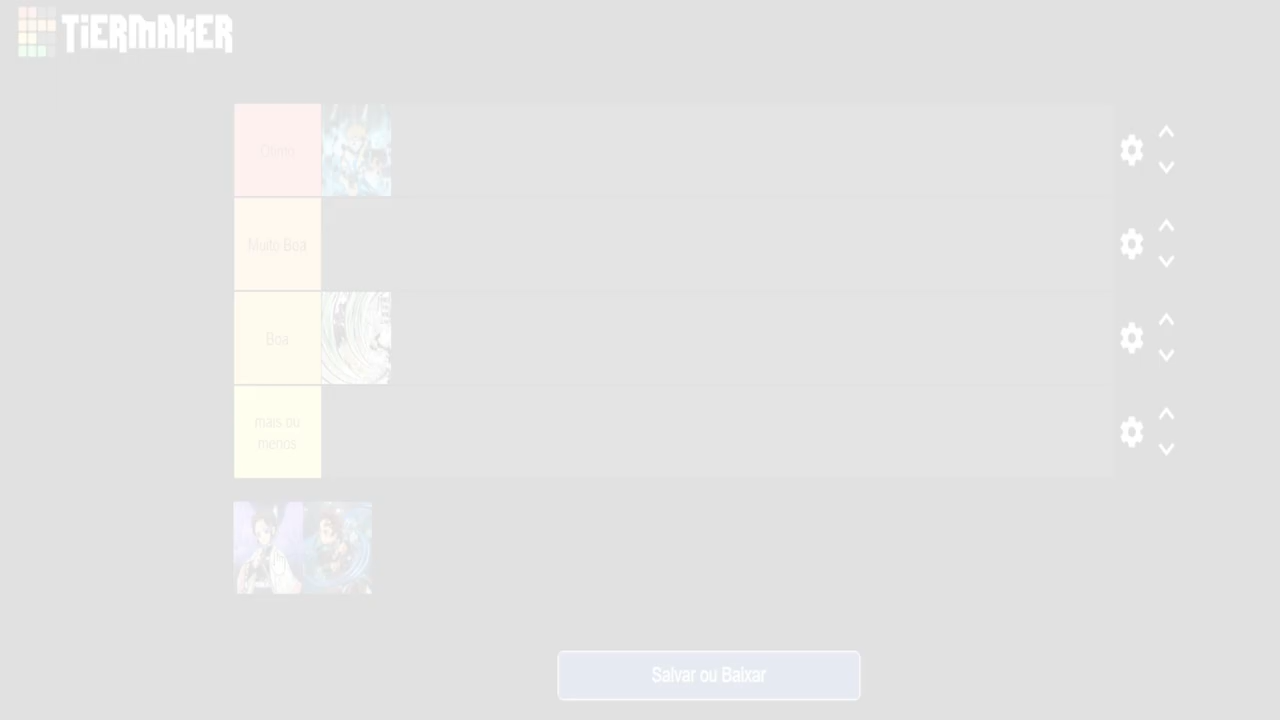 TiERMAKER
Ótimo
Muito Boa
Boa
mais ou
menos
Salvar ou Baixar